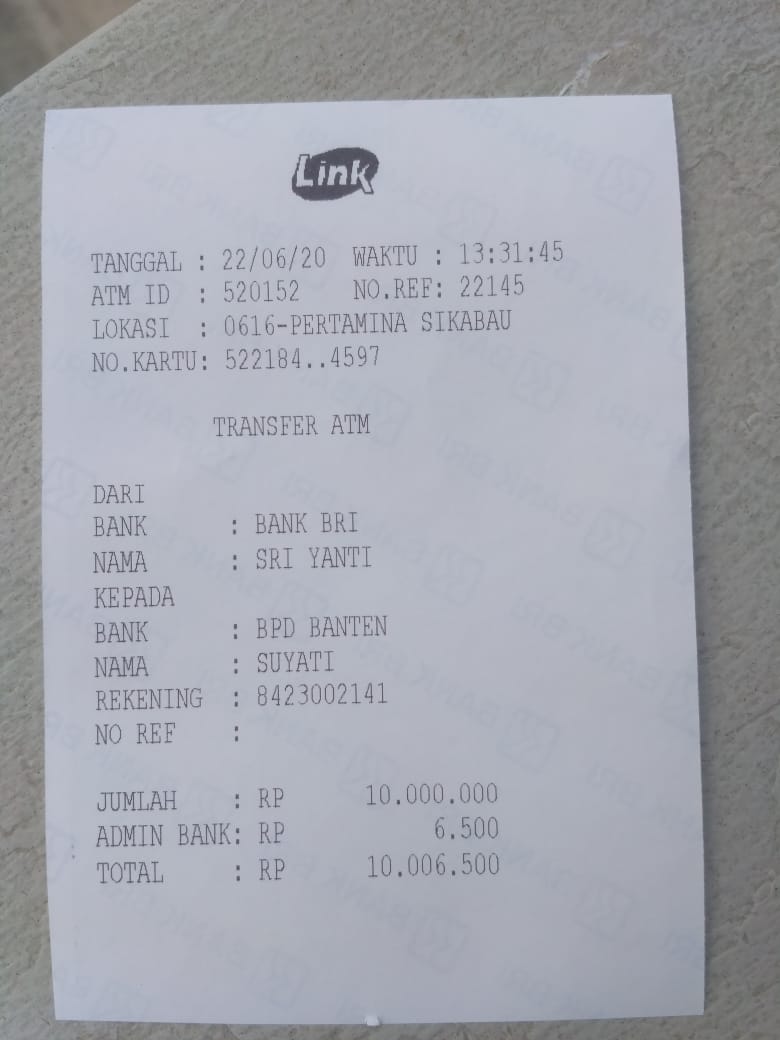 Link
TANGGAL : 22/06/20 WAKTU : 13:31:45
ATM ID : 520152 NO.REF: 22145
LOKASI : 0616-PERTAMINA SIKABAU
NO.KARTU: 522184..4597
TRANSFER ATM
DARI
BANK : BANK BRI
NAMA : SRI YANTI
KEPADA
BANK : BPD BANTEN
NAMA : SUYATI
REKENING : 8423002141
NO REF :
JUMLAH : RP 10.000.000
ADMIN BANK: RP 6.500
TOTAL : RP 10.006.500